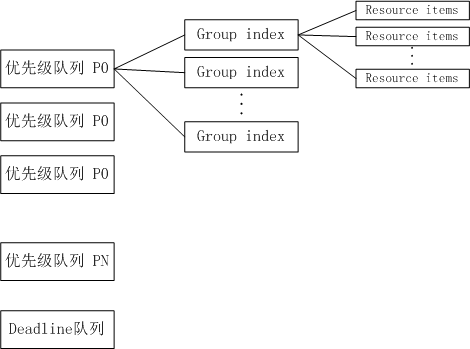 Resource items
Group index
Resource items
优先级队列 P0
Group index
Resource items
优先级队列 P0
Group index
优先级队列 P0
优先级队列 PN
Deadline队列